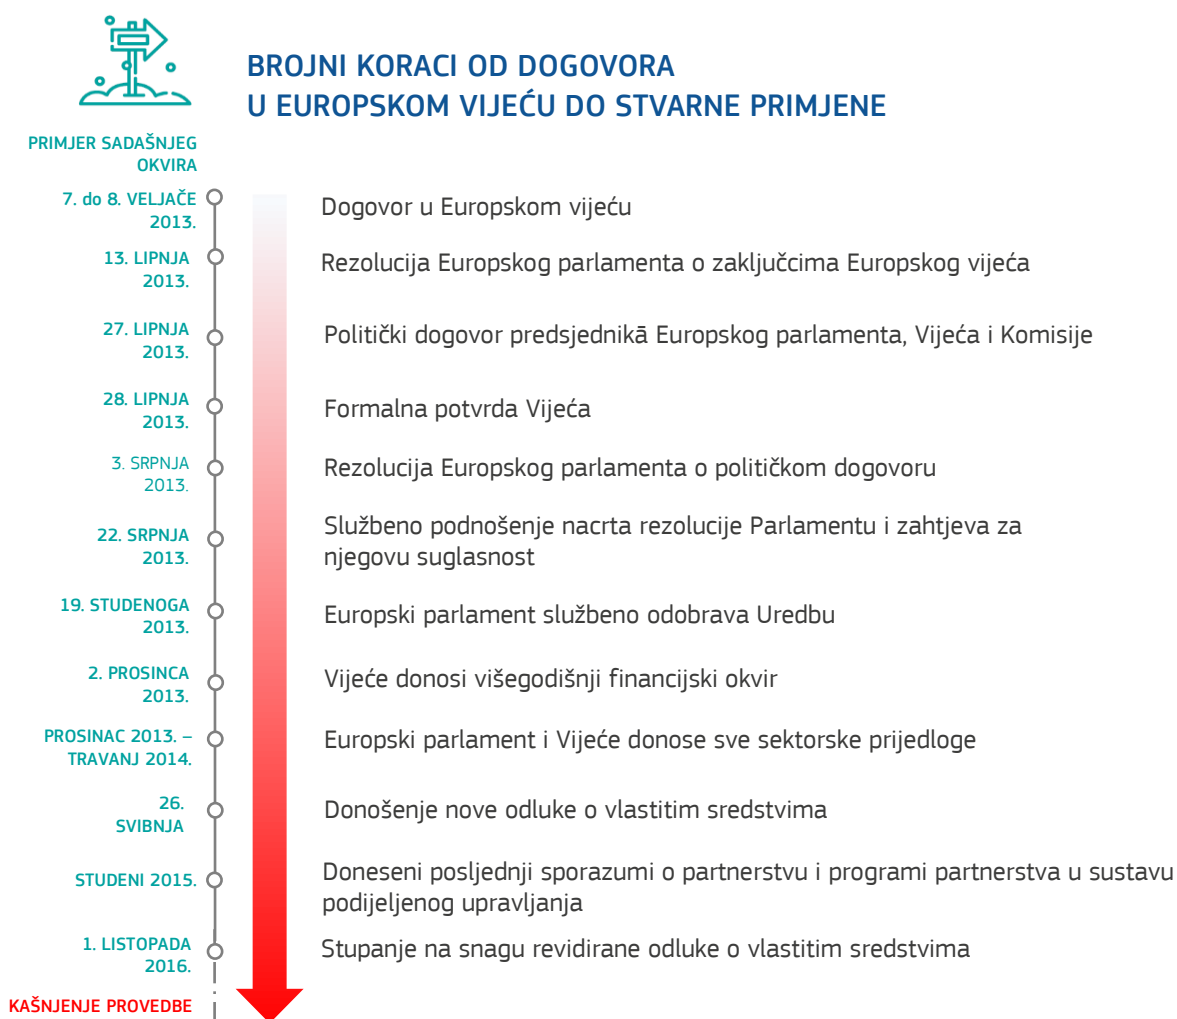 BROJNI KORACI OD DOGOVORA
U EUROPSKOM VIJEĆU DO STVARNE PRIMJENE
PRIMJER SADAŠNJEG
OKVIRA
7. do 8. VELJAČE
2013.
Dogovor u Europskom vijeću
13. LIPNJA
2013.
Rezolucija Europskog parlamenta o zaključcima Europskog vijeća
27. LIPNJA
2013.
Politički dogovor predsjednikā Europskog parlamenta, Vijeća i Komisije
28. LIPNJA
2013.
Formalna potvrda Vijeća
3. SRPNJA
2013.
Rezolucija Europskog parlamenta o političkom dogovoru
22. SRPNJA
2013.
Službeno podnošenje nacrta rezolucije Parlamentu i zahtjeva za
njegovu suglasnost
19. STUDENOGA
2013.
Europski parlament službeno odobrava Uredbu
2. PROSINCA
2013.
Vijeće donosi višegodišnji financijski okvir
PROSINAC 2013. –
TRAVANJ 2014.
Europski parlament i Vijeće donose sve sektorske prijedloge
26.
SVIBNJA
Donošenje nove odluke o vlastitim sredstvima
STUDENI 2015.
Doneseni posljednji sporazumi o partnerstvu i programi partnerstva u sustavu
podijeljenog upravljanja
1. LISTOPADA
2016.
Stupanje na snagu revidirane odluke o vlastitim sredstvima
KAŠNJENJE PROVEDBE